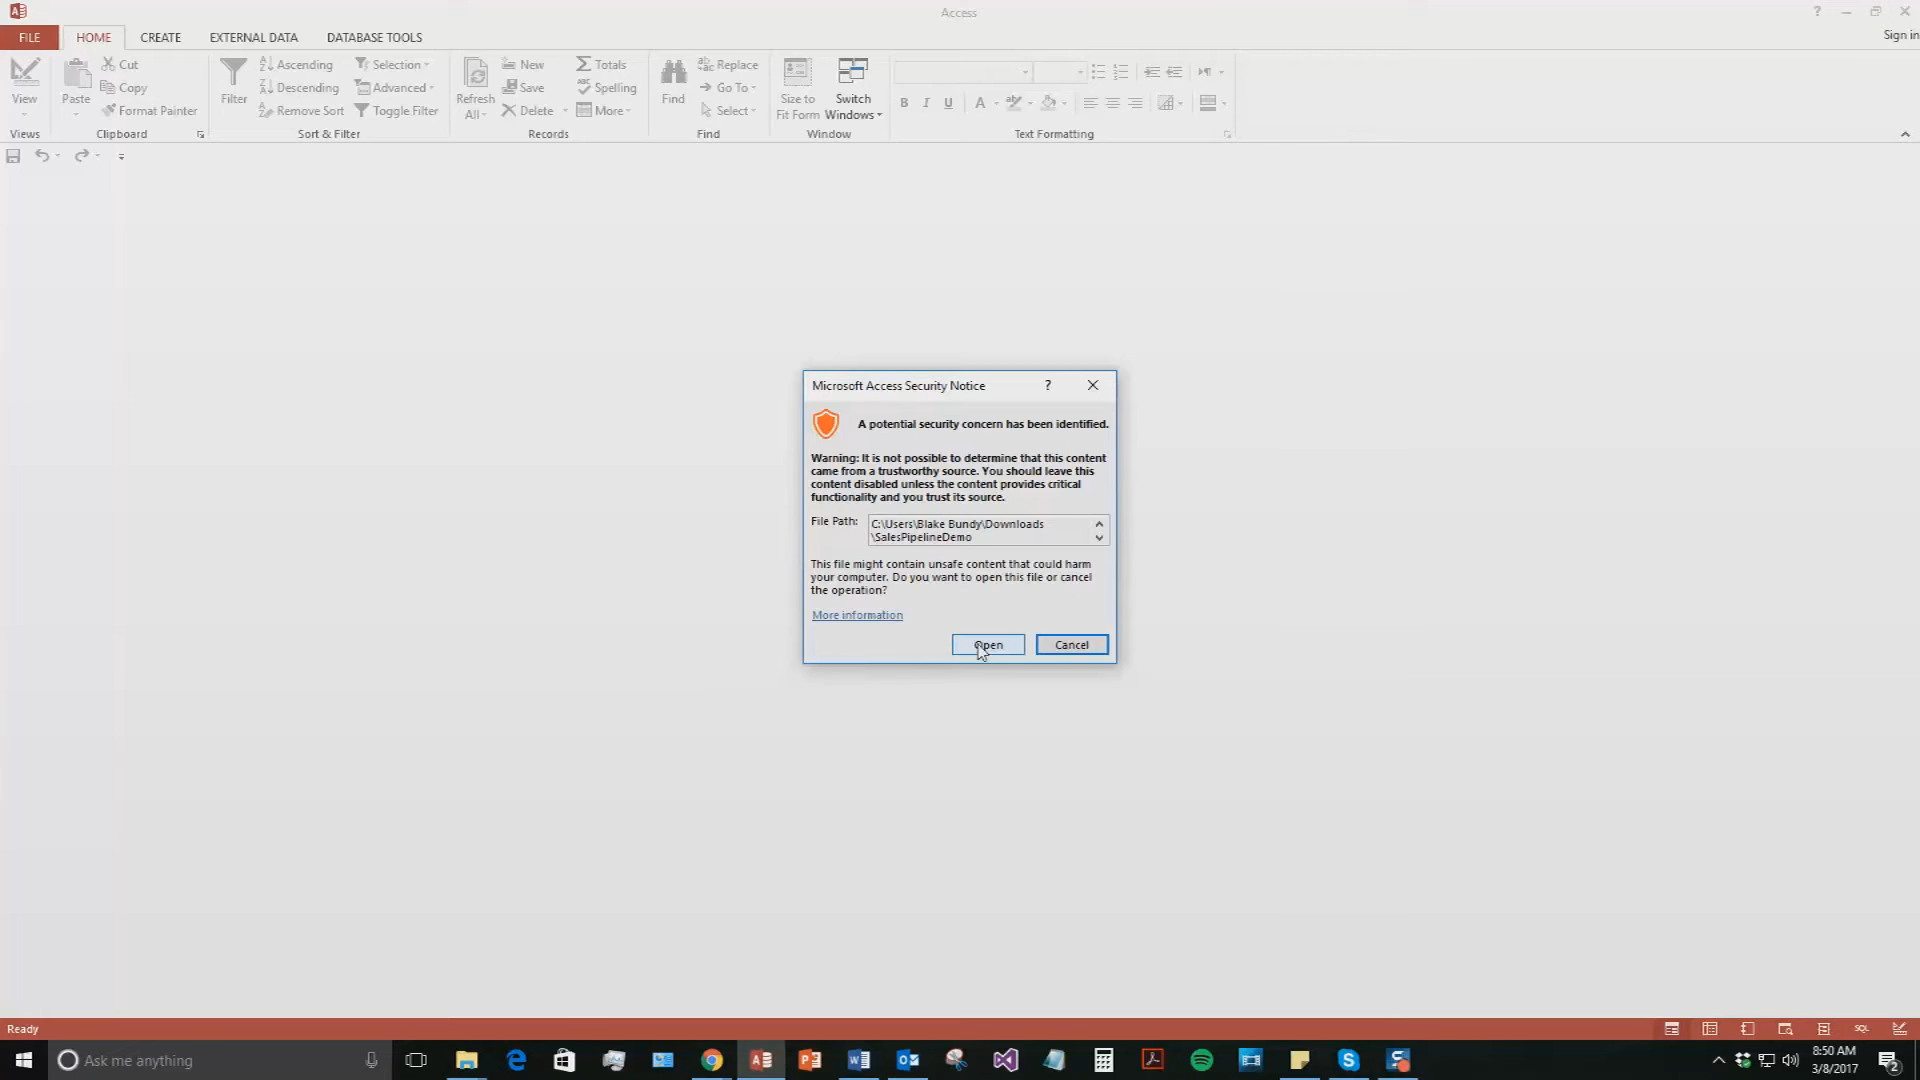 Access
Sign in
FILE
HOME
CREATE
EXTERNAL DATA
DATABASE TOOLS
View
Views
Paste
Cut
Copy
Format Painter
Clipboard
Filter
Ascending
Descending
Remove Sort
Selection
Advanced
Toggle Filter
Sort & Filter
Refresh
All
New
Save
Delete
Totals
Spelling
More
Records
Find
Replace
Go To
Select
Find
Size to
Fit Form
Switch
Windows
Window
Text Formatting
Microsoft Access Security Notice
A potential security concern has been identified.
Warning: It is not possible to determine that this content
came from a trustworthy source. You should leave this
content disabled unless the content provides critical
functionality and you trust its source.
File Path:
C:\Users\Blake Bundy\Downloads
\SalesPipelineDemo
This file might contain unsafe content that could harm
your computer. Do you want to open this file or cancel
the operation?
More information
Open
Cancel
Ready
SQL
Ask me anything
8:50 AM
3/8/2017
2